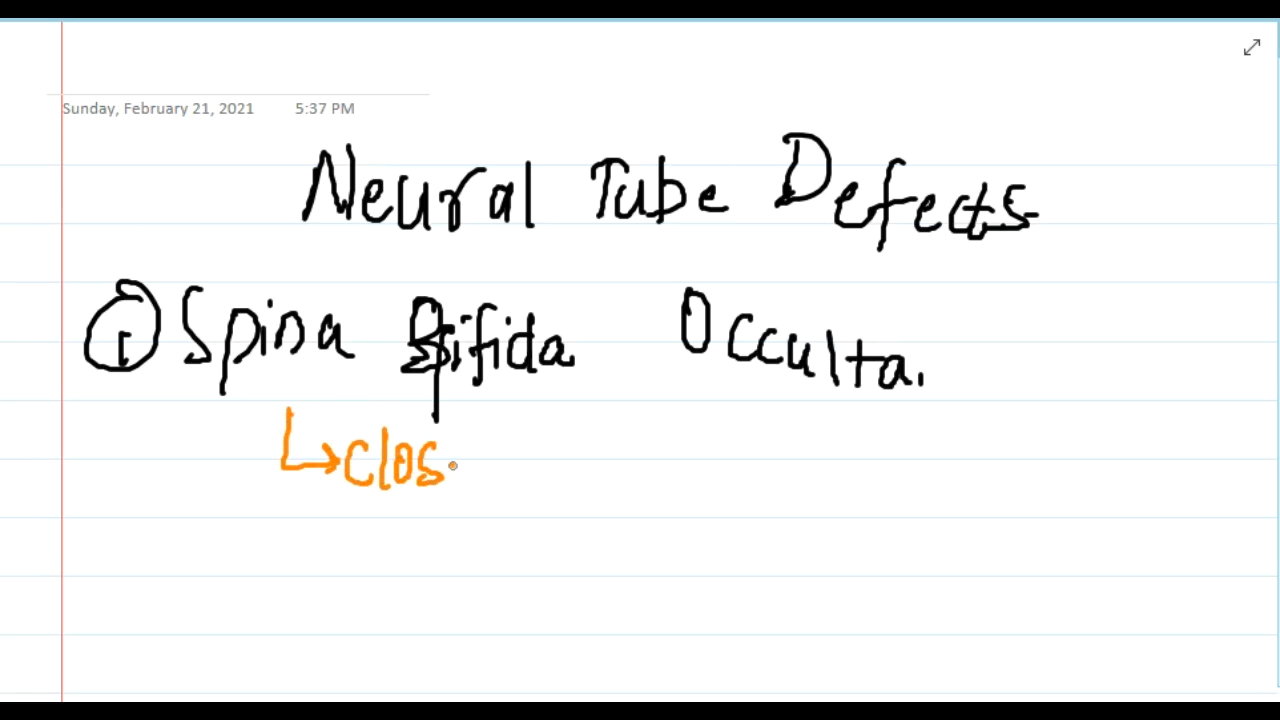 Sunday, February 21, 2021 5:37 PM
Neural Tube Defects
① Spina Bifida Occulta.
↳ Clos